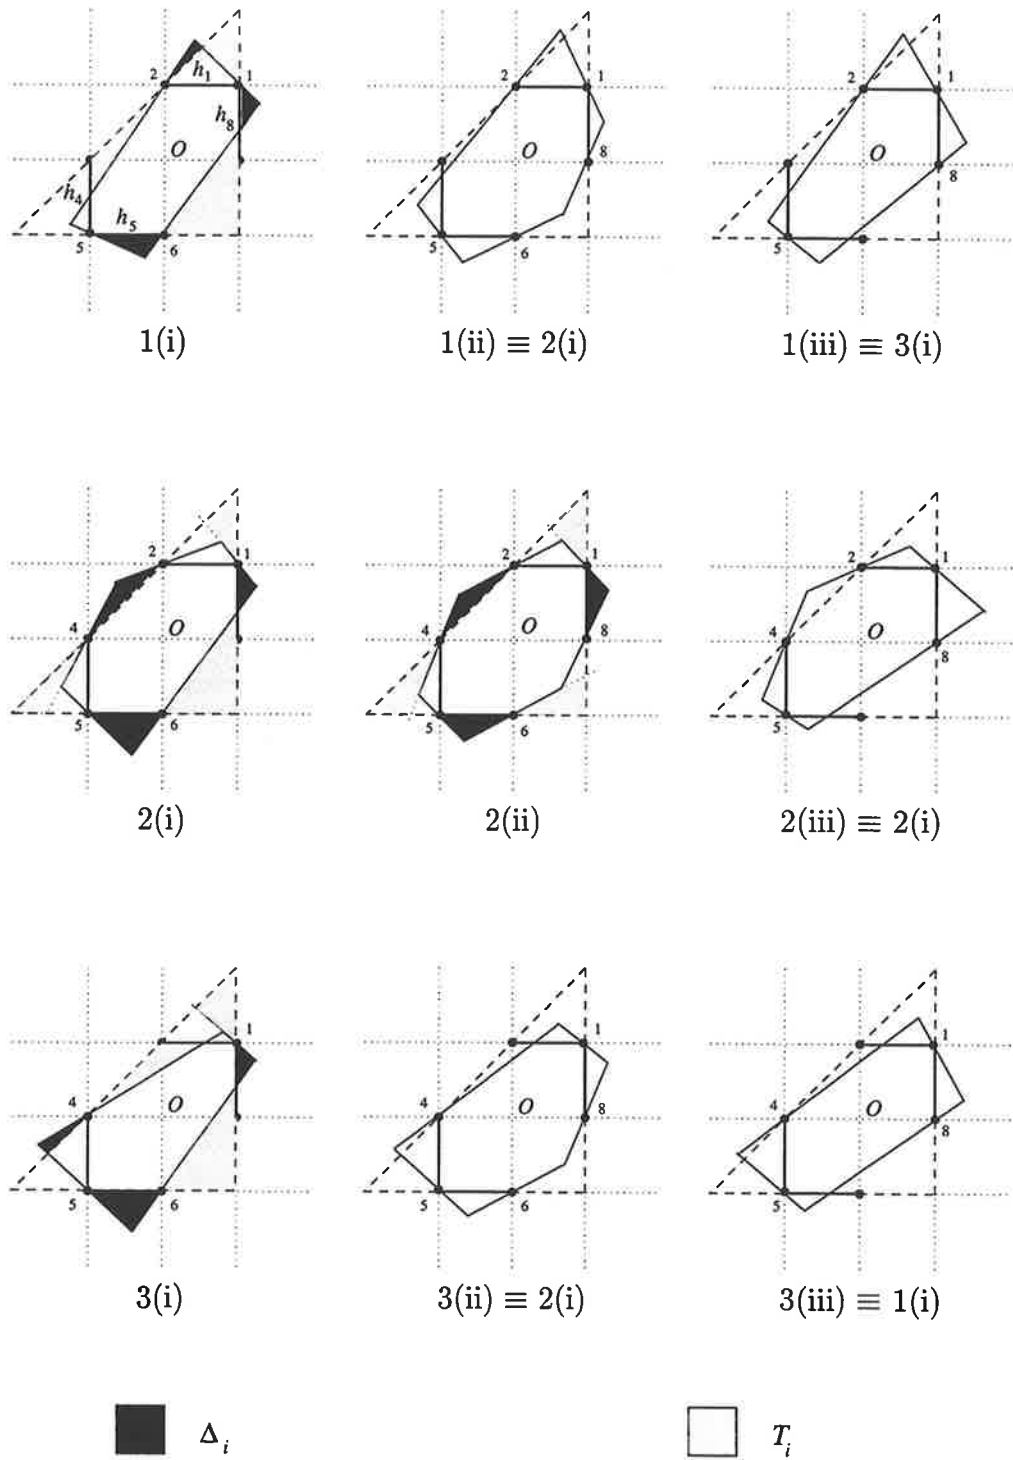 2 h₁ 1
h₈
O
h₄ h₅
5 6
2 1
O 8
5 6
2 1
O 8
5
1(i) 1(ii) ≡ 2(i) 1(iii) ≡ 3(i)
2 1
4 O
5 6
2 1
4 O 8
5 6
2 1
4 O 8
5
2(i) 2(ii) 2(iii) ≡ 2(i)
1
4 O
5 6
1
4 O 8
5 6
1
4 O 8
5
3(i) 3(ii) ≡ 2(i) 3(iii) ≡ 1(i)
Δᵢ Tᵢ